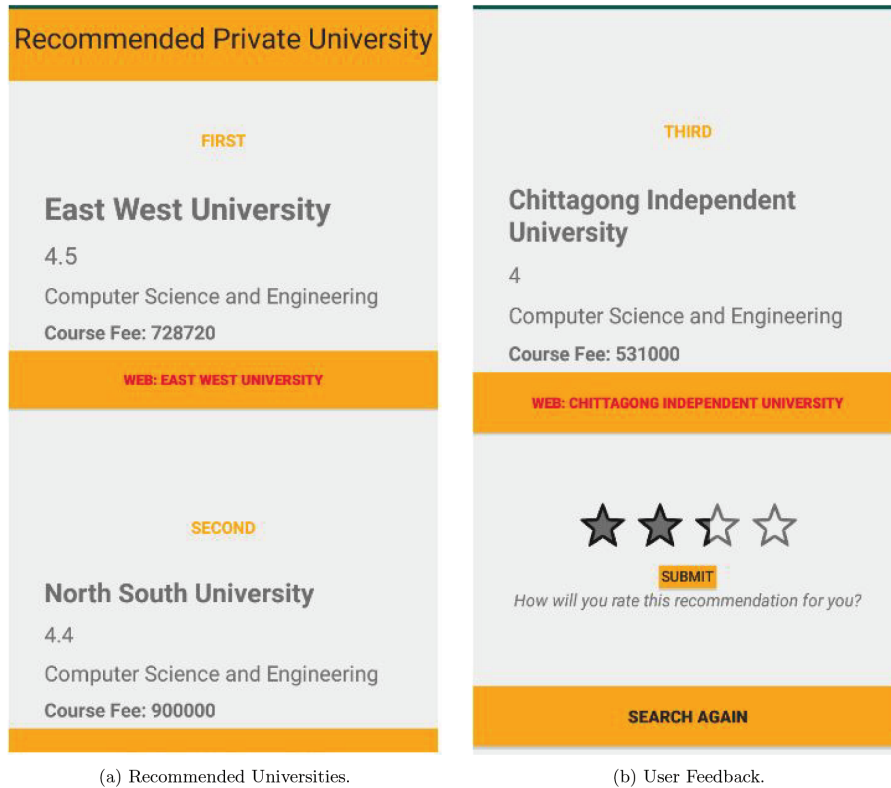 Recommended Private University
FIRST
East West University
4.5
Computer Science and Engineering
Course Fee: 728720
WEB: EAST WEST UNIVERSITY
SECOND
North South University
4.4
Computer Science and Engineering
Course Fee: 900000
(a) Recommended Universities.
THIRD
Chittagong Independent
University
4
Computer Science and Engineering
Course Fee: 531000
WEB: CHITTAGONG INDEPENDENT UNIVERSITY
SUBMIT
How will you rate this recommendation for you?
SEARCH AGAIN
(b) User Feedback.